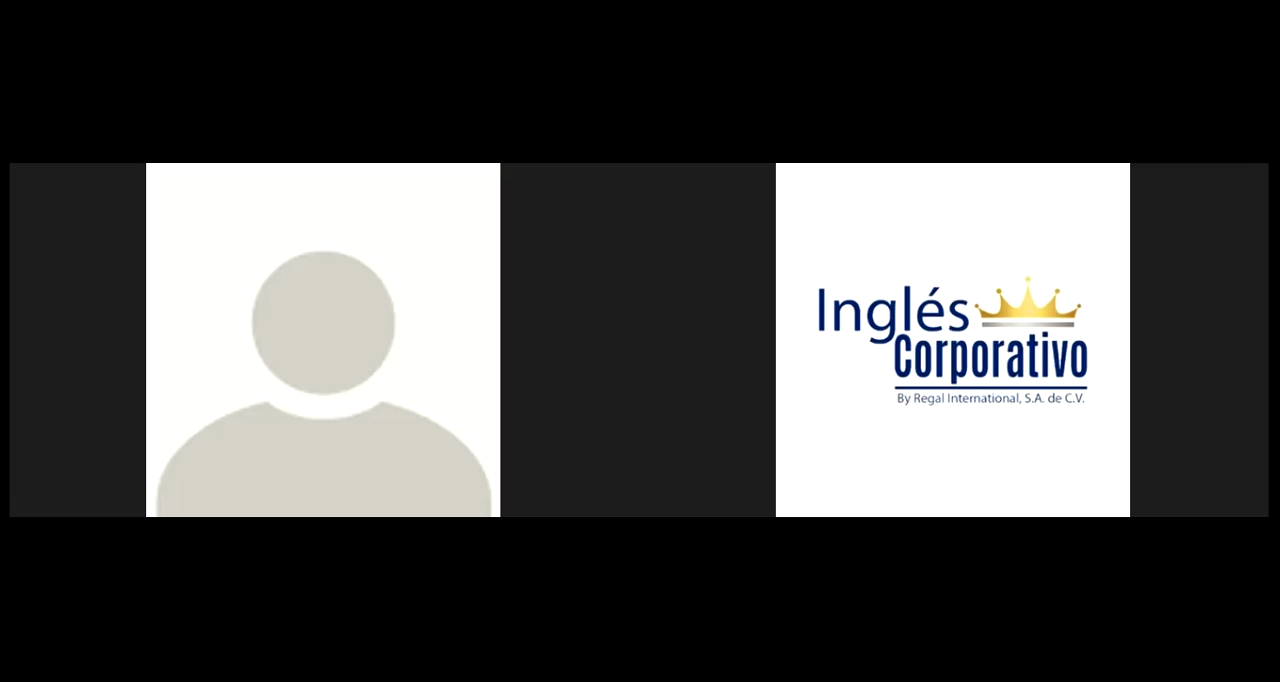 Inglés
Corporativo
By Regal International, S.A. de C.V.